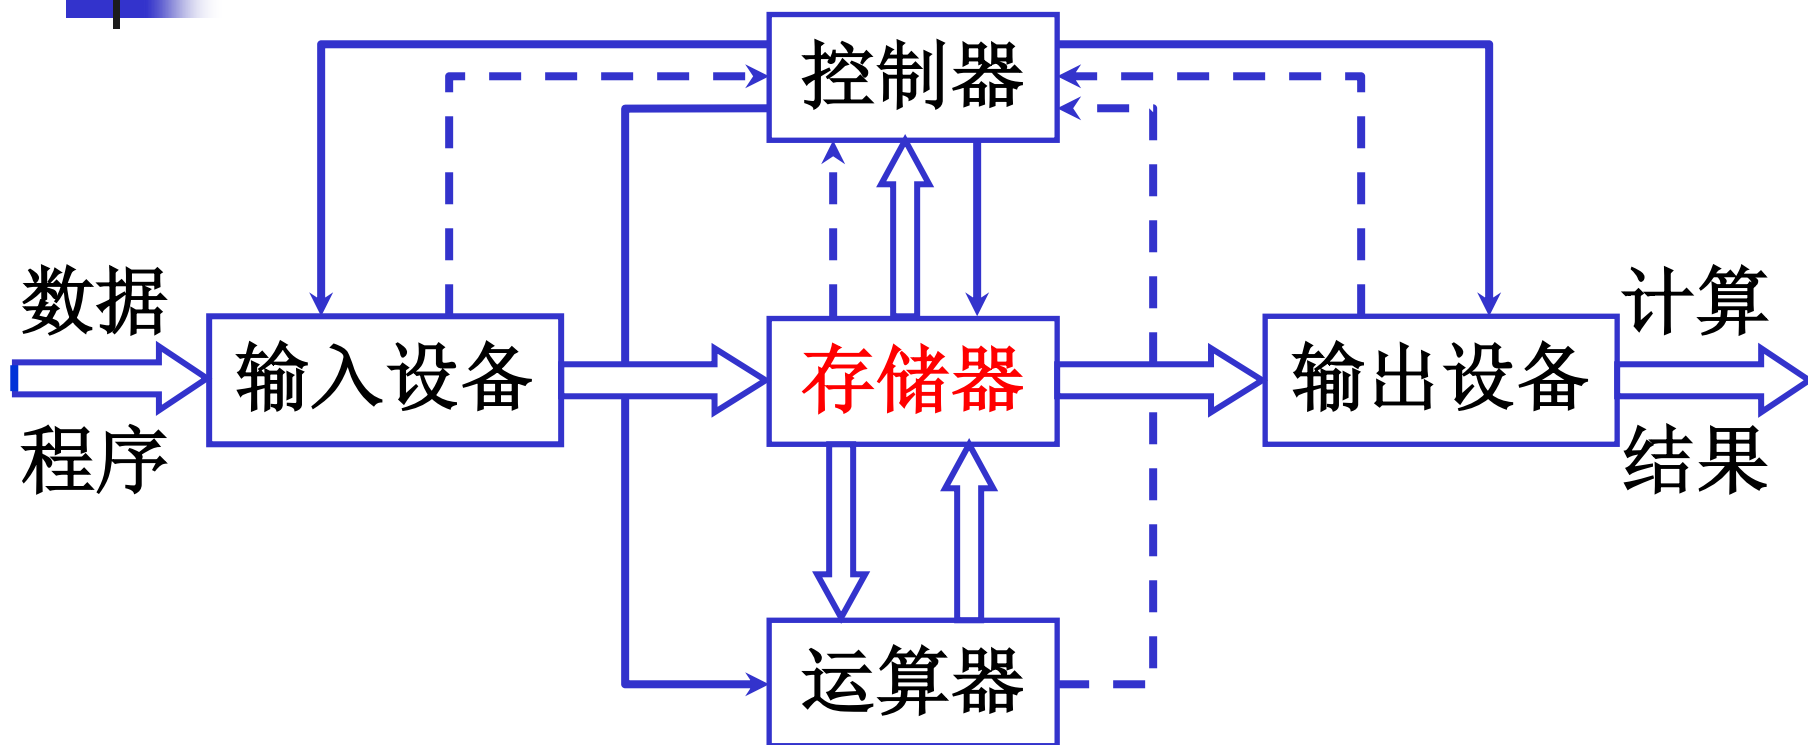 控制器
数据
程序
输入设备
存储器
输出设备
计算
结果
运算器